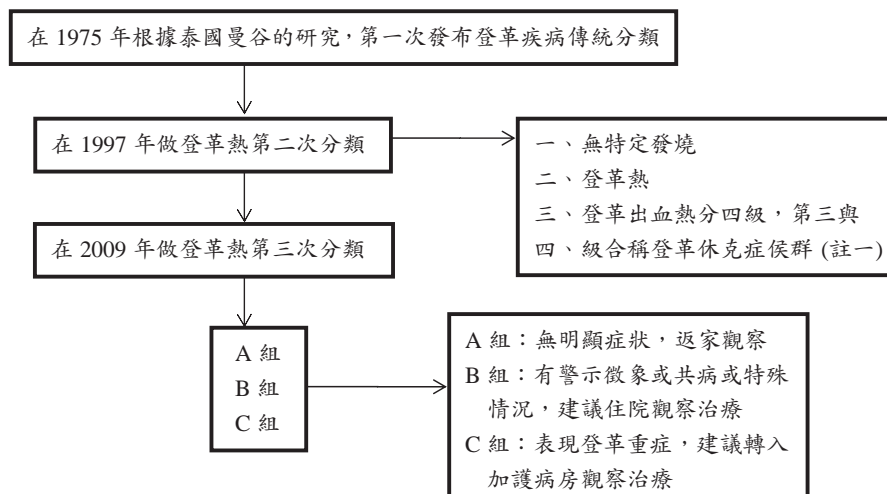 在 1975 年根據泰國曼谷的研究，第一次發布登革疾病傳統分類
在 1997 年做登革熱第二次分類
一、無特定發燒
二、登革熱
三、登革出血熱分四級，第三與
四、級合稱登革休克症侯群 (註一)
在 2009 年做登革熱第三次分類
A 組
B 組
C 組
A 組：無明顯症狀，返家觀察
B 組：有警示徵象或共病或特殊
情況，建議住院觀察治療
C 組：表現登革重症，建議轉入
加護病房觀察治療